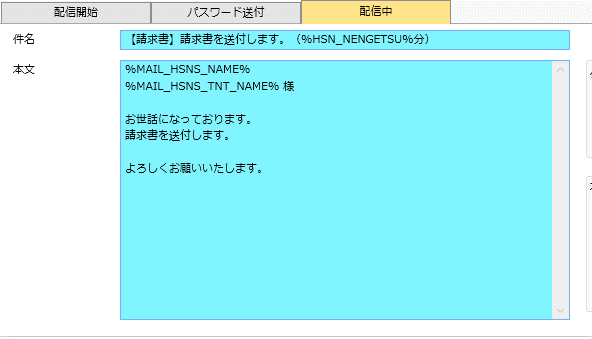 配信開始 パスワード送付 配信中
件名 【請求書】請求書を送付します。（%HSN_NENGETSU%分）
本文 %MAIL_HSNS_NAME%
%MAIL_HSNS_TNT_NAME% 様
お世話になっております。
請求書を送付します。
よろしくお願いいたします。